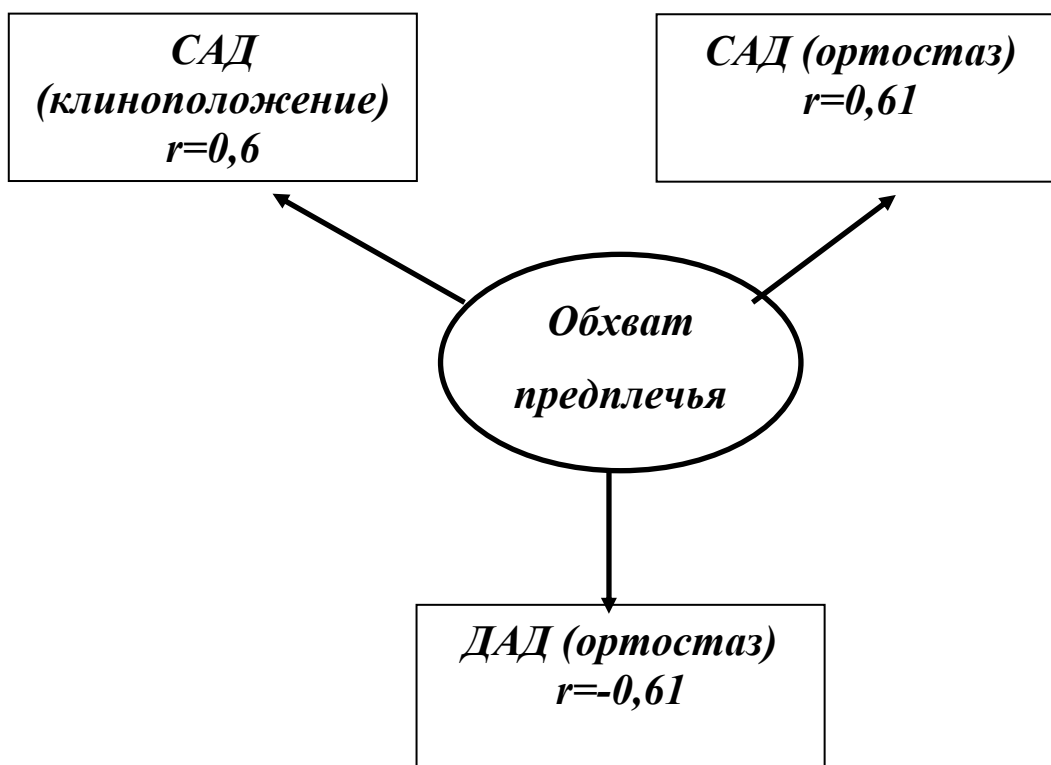 САД
(клиноположение)
r=0,6
САД (ортостаз)
r=0,61
Обхват
предплечья
ДАД (ортостаз)
r=-0,61